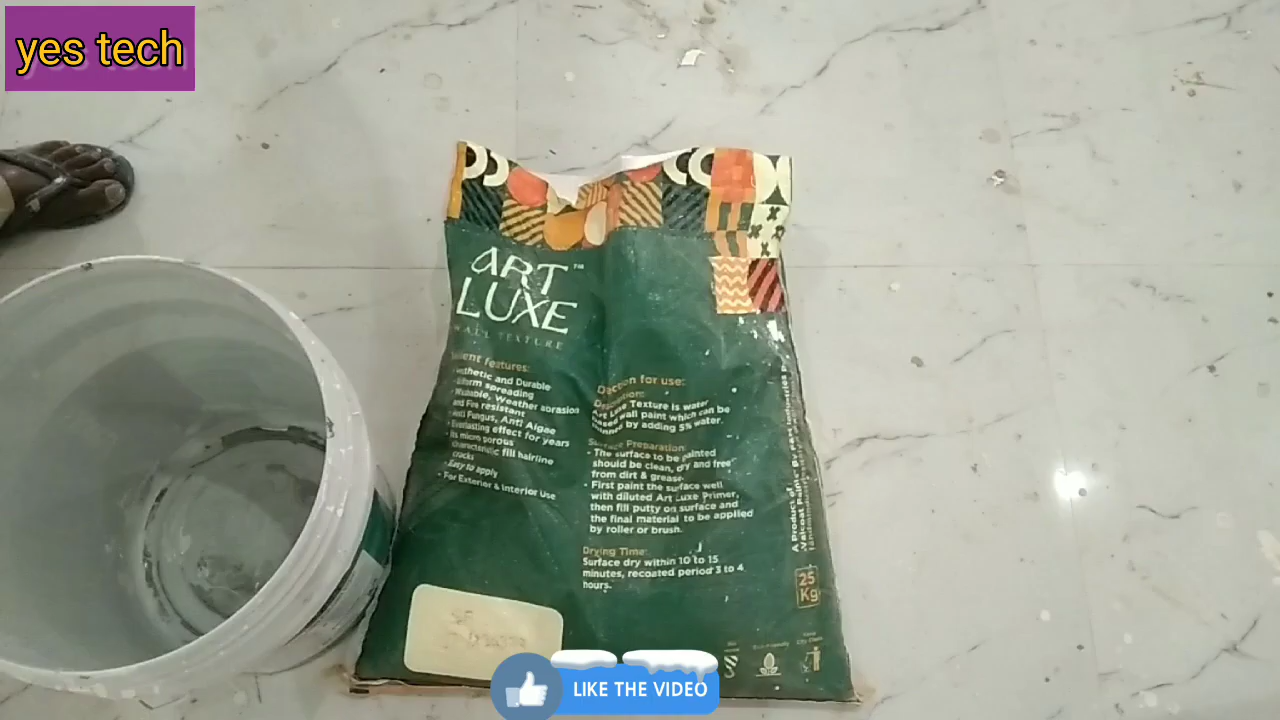 yes tech
ART
LUXE
™
WALL TEXTURE
features:
and Durable
spreading
Washable, Weather abrasion
and Fire resistant
Anti Fungus, Anti Algae
• Everlasting effect for years
Its micro porous
characteristic fill hairline
cracks
• Easy to apply
• For Exterior & Interior Use
for use:
Art Luxe Texture is water
based wall paint which can be
by adding 5% water.
Surface Preparation:
- The surface to be painted
should be clean, dry and free
from dirt & grease.
- First paint the surface well
with diluted Art Luxe Primer,
then fill putty on surface and
the final material to be applied
by roller or brush.
Drying Time:
Surface dry within 10 to 15
minutes, recoated period 3 to 4
hours.
A Product of
25
Kg
LIKE THE VIDEO